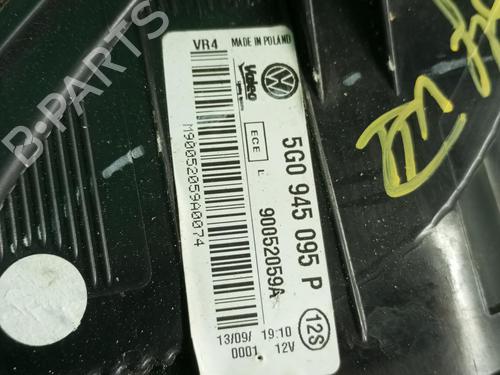 B-PARTS
VR4 MADE IN POLAND
Valeo
ECE
L
5G0 945 095 P
90052059A
M90052059A0074
12S
13/09/ 19:10
0001 12V